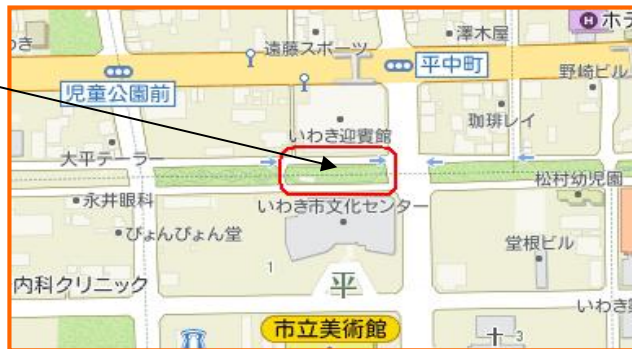 ホテ
澤木屋
わき
遠藤スポーツ
平中町
児童公園前
野崎ビル
珈琲レイ
いわき迎賓館
大平テーラー
永井眼科
いわき市文化センター
松村幼児園
ぴょんぴょん堂
堂根ビル
1
内科クリニック
平
市立美術館
3